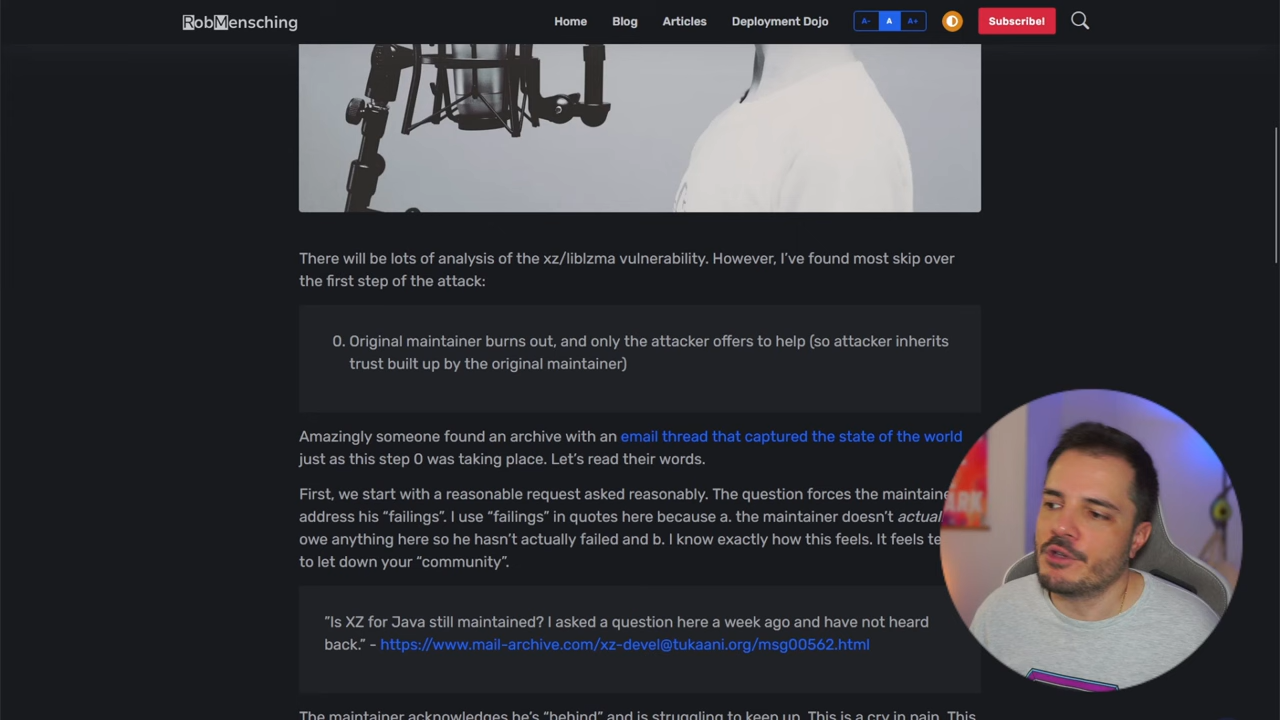 RobMensching
Home Blog Articles Deployment Dojo A- A A+ Subscribe!
There will be lots of analysis of the xz/liblzma vulnerability. However, I've found most skip over
the first step of the attack:
0. Original maintainer burns out, and only the attacker offers to help (so attacker inherits
trust built up by the original maintainer)
Amazingly someone found an archive with an email thread that captured the state of the world
just as this step 0 was taking place. Let's read their words.
First, we start with a reasonable request asked reasonably. The question forces the
address his “failings”. I use “failings” in quotes here because a. the maintainer doesn't
owe anything here so he hasn't actually failed and b. I know exactly how this feels. It feels
to let down your “community”.
”Is XZ for Java still maintained? I asked a question here a week ago and have not heard
back.” - https://www.mail-archive.com/xz-devel@tukaani.org/msg00562.html
The maintainer acknowledges he's “behind” and is struggling to keep up. This is a cry in pain. This